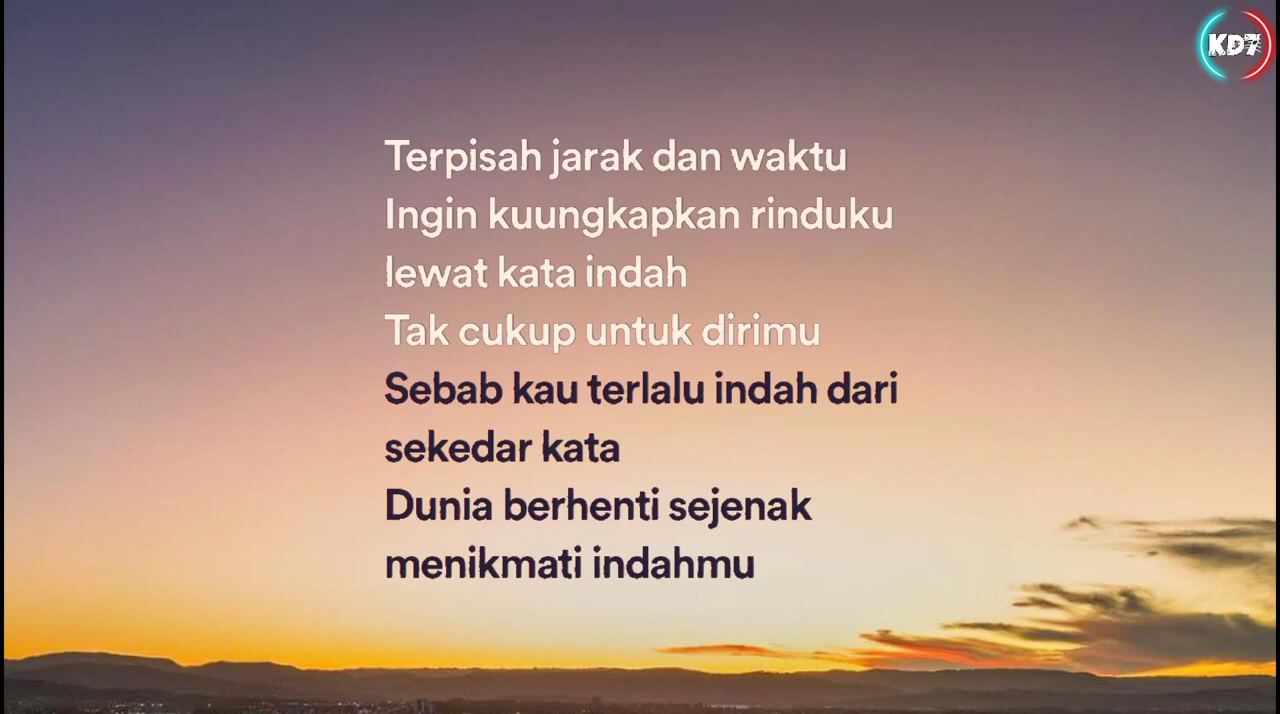 KD7
Terpisah jarak dan waktu
Ingin kuungkapkan rinduku
lewat kata indah
Tak cukup untuk dirimu
Sebab kau terlalu indah dari
sekedar kata
Dunia berhenti sejenak
menikmati indahmu